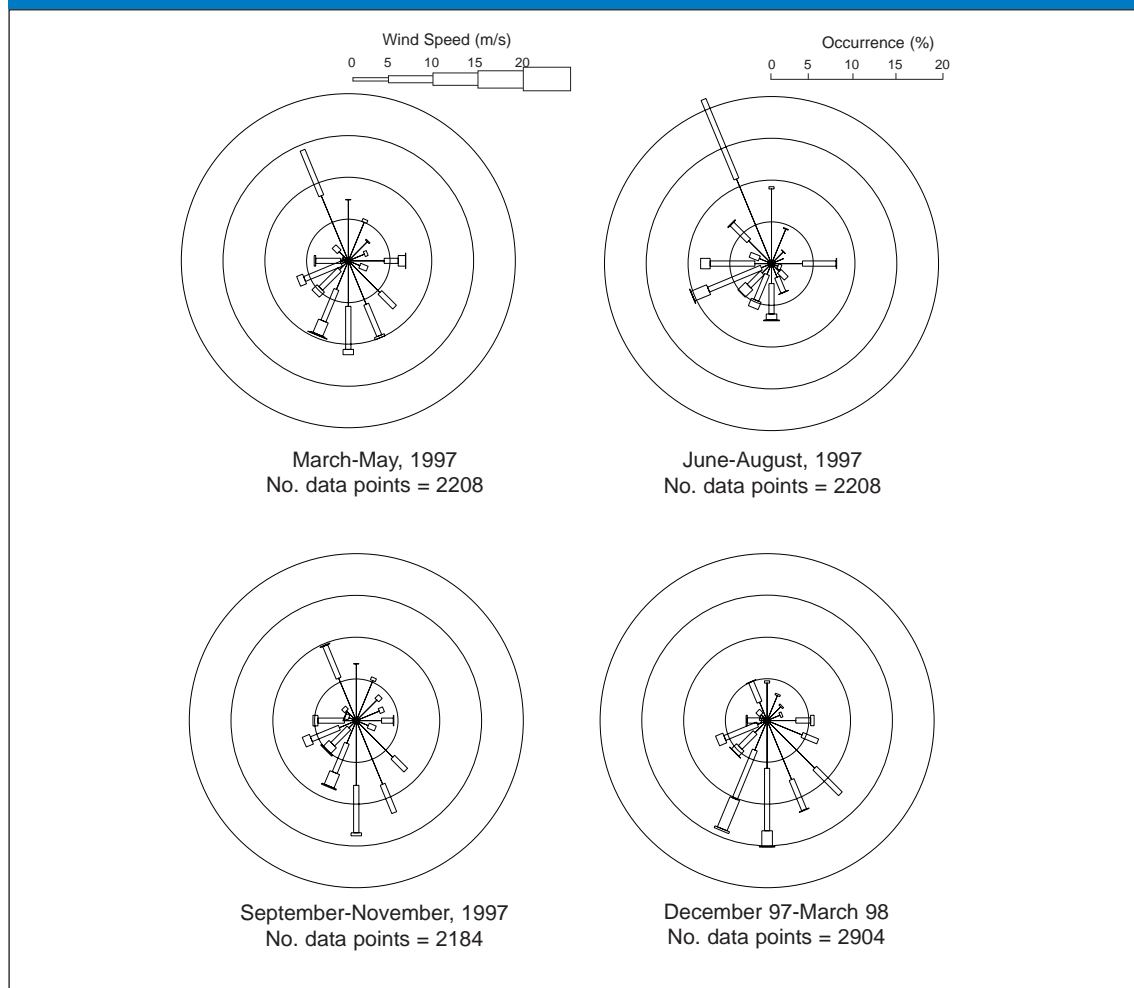 Wind Speed (m/s)
0 5 10 15 20
Occurrence (%)
0 5 10 15 20
March-May, 1997
No. data points = 2208
June-August, 1997
No. data points = 2208
September-November, 1997
No. data points = 2184
December 97-March 98
No. data points = 2904